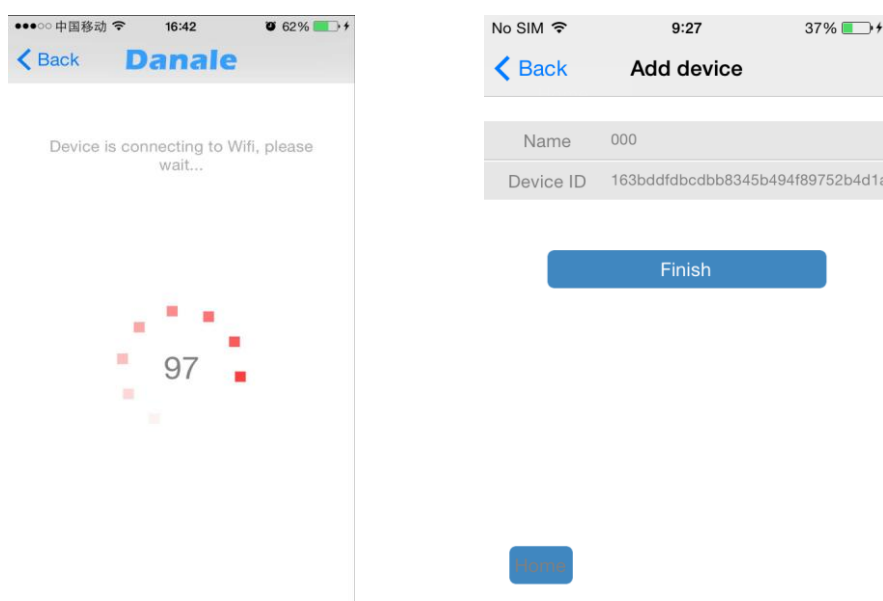 中国移动 16:42 62%
Back Danale
Device is connecting to Wifi, please
wait...
97
No SIM 9:27 37%
Back Add device
Name 000
Device ID 163bddfdbcdbb8345b494f89752b4d1a
Finish
Home